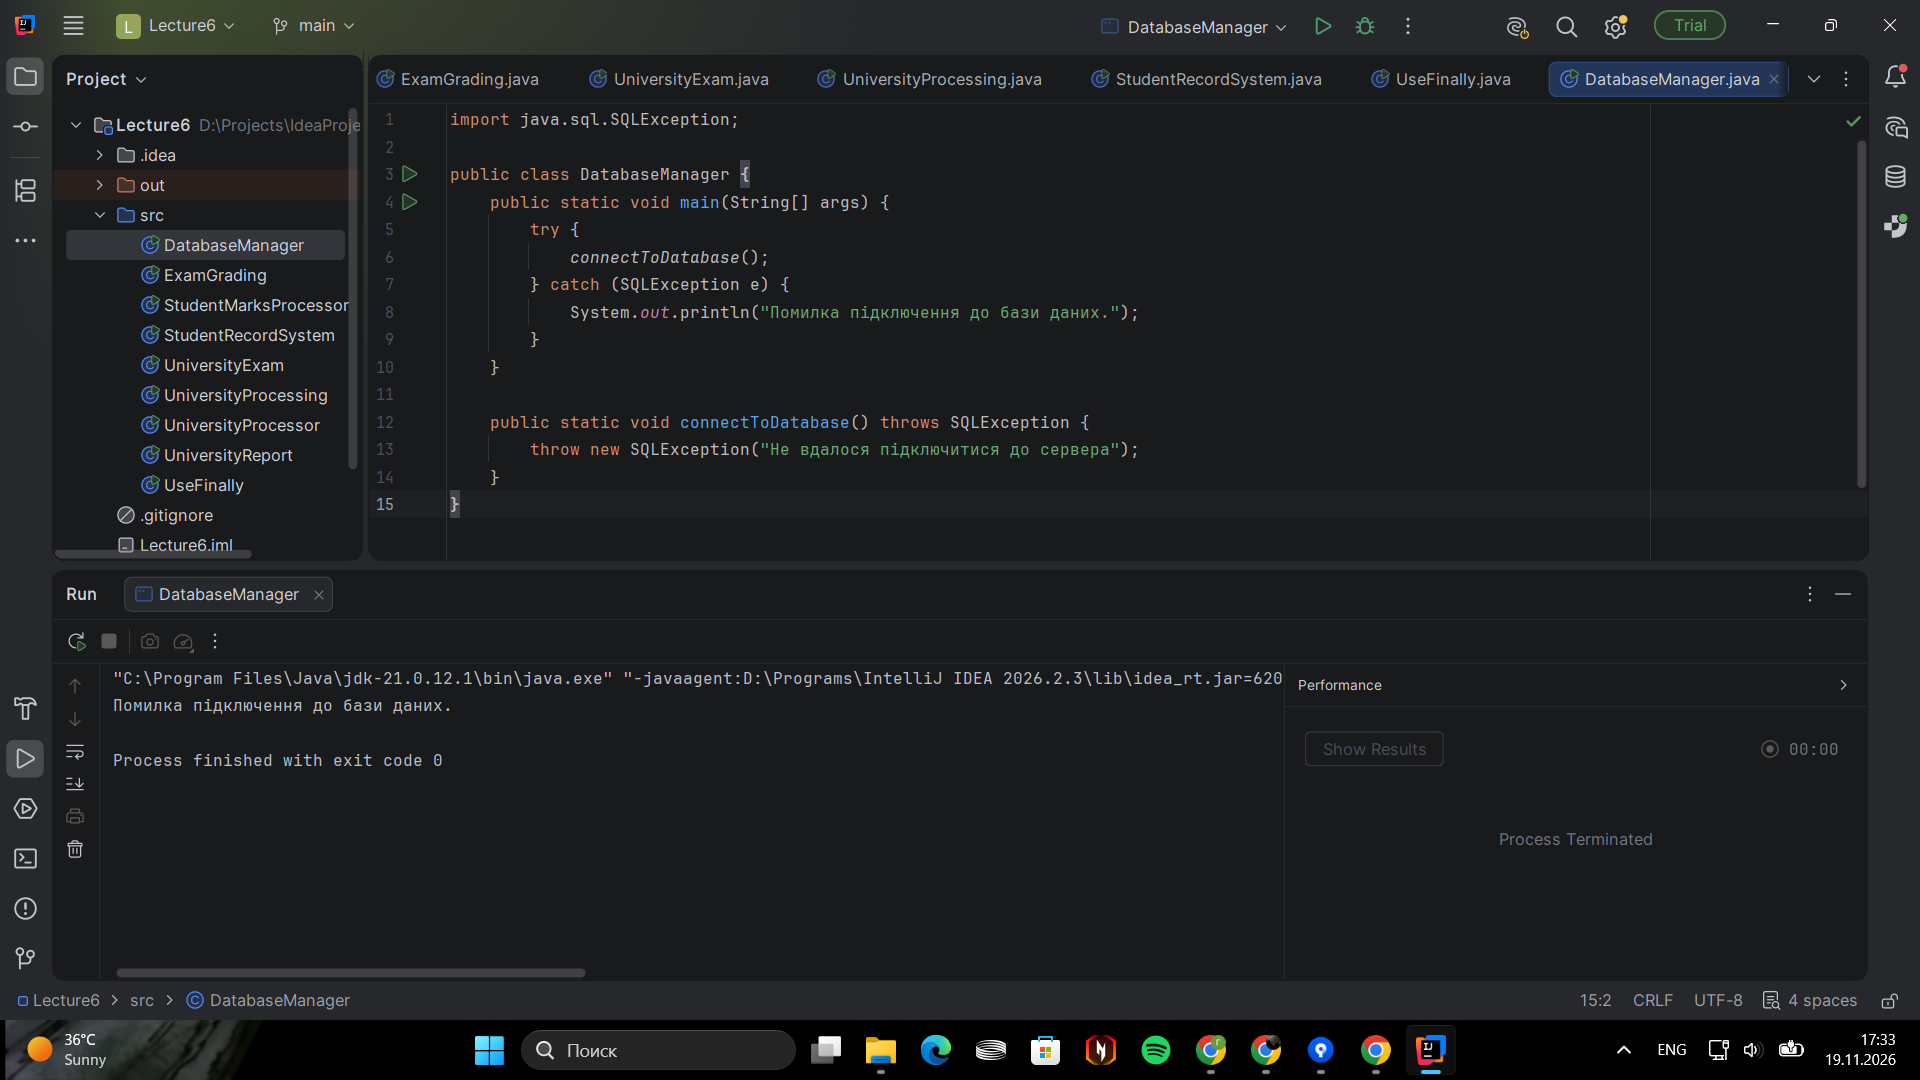 Lecture6
main
DatabaseManager
Trial
Project
ExamGrading.java
UniversityExam.java
UniversityProcessing.java
StudentRecordSystem.java
UseFinally.java
DatabaseManager.java
Lecture6 D:\Projects\IdeaProje
.idea
out
src
DatabaseManager
ExamGrading
StudentMarksProcessor
StudentRecordSystem
UniversityExam
UniversityProcessing
UniversityProcessor
UniversityReport
UseFinally
.gitignore
Lecture6.iml
1 import java.sql.SQLException;
2
3 public class DatabaseManager {
4 public static void main(String[] args) {
5 try {
6 connectToDatabase();
7 } catch (SQLException e) {
8 System.out.println("Помилка підключення до бази даних.");
9 }
10 }
11
12 public static void connectToDatabase() throws SQLException {
13 throw new SQLException("Не вдалося підключитися до сервера");
14 }
15 }
Run
DatabaseManager
"C:\Program Files\Java\jdk-21.0.12.1\bin\java.exe" "-javaagent:D:\Programs\IntelliJ IDEA 2026.2.3\lib\idea_rt.jar=620
Помилка підключення до бази даних.
Process finished with exit code 0
Performance
Show Results
00:00
Process Terminated
Lecture6 > src > DatabaseManager
15:2 CRLF UTF-8 4 spaces
36°C
Sunny
Поиск
ENG
17:33
19.11.2026